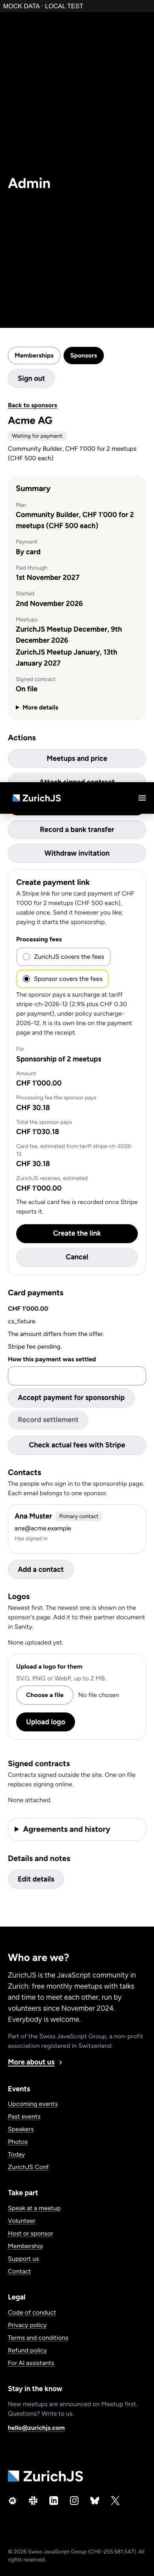 MOCK DATA · LOCAL TEST
Admin
Memberships
Sponsors
Sign out
Back to sponsors
Acme AG
Waiting for payment
Community Builder, CHF 1'000 for 2 meetups
(CHF 500 each)
Summary
Plan
Community Builder, CHF 1'000 for 2
meetups (CHF 500 each)
Payment
By card
Paid through
1st November 2027
Started
2nd November 2026
Meetups
ZurichJS Meetup December, 9th
December 2026
ZurichJS Meetup January, 13th
January 2027
Signed contract
On file
More details
Actions
Meetups and price
Attach signed contract
ZurichJS
Record a bank transfer
Withdraw invitation
Create payment link
A Stripe link for one card payment of CHF
1'000 for 2 meetups (CHF 500 each),
usable once. Send it however you like;
paying it starts the sponsorship.
Processing fees
ZurichJS covers the fees
Sponsor covers the fees
The sponsor pays a surcharge at tariff
stripe-ch-2026-12 (2.9% plus CHF 0.30
per payment), under policy surcharge-
2026-12. It is its own line on the payment
page and the receipt.
For
Sponsorship of 2 meetups
Amount
CHF 1'000.00
Processing fee the sponsor pays
CHF 30.18
Total the sponsor pays
CHF 1'030.18
Card fee, estimated from tariff stripe-ch-2026-
12
CHF 30.18
ZurichJS receives, estimated
CHF 1'000.00
The actual card fee is recorded once Stripe
reports it.
Create the link
Cancel
Card payments
CHF 1'000.00
cs_fixture
The amount differs from the offer.
Stripe fee pending.
How this payment was settled
Accept payment for sponsorship
Record settlement
Check actual fees with Stripe
Contacts
The people who sign in to the sponsorship page.
Each email belongs to one sponsor.
Ana Muster
Primary contact
ana@acme.example
Has signed in
Add a contact
Logos
Newest first. The newest one is shown on the
sponsor's page. Add it to their partner document
in Sanity.
None uploaded yet.
Upload a logo for them
SVG, PNG or WebP, up to 2 MB.
Choose a file
No file chosen
Upload logo
Signed contracts
Contracts signed outside the site. One on file
replaces signing online.
None attached.
Agreements and history
Details and notes
Edit details
Who are we?
ZurichJS is the JavaScript community in
Zurich: free monthly meetups with talks
and time to meet each other, run by
volunteers since November 2024.
Everybody is welcome.
Part of the Swiss JavaScript Group, a non-profit
association registered in Switzerland.
More about us
Events
Upcoming events
Past events
Speakers
Photos
Today
ZurichJS Conf
Take part
Speak at a meetup
Volunteer
Host or sponsor
Membership
Support us
Contact
Legal
Code of conduct
Privacy policy
Terms and conditions
Refund policy
For AI assistants
Stay in the know
New meetups are announced on Meetup first.
Questions? Write to us.
hello@zurichjs.com
ZurichJS
© 2026 Swiss JavaScript Group (CHE-255.581.547). All
rights reserved.